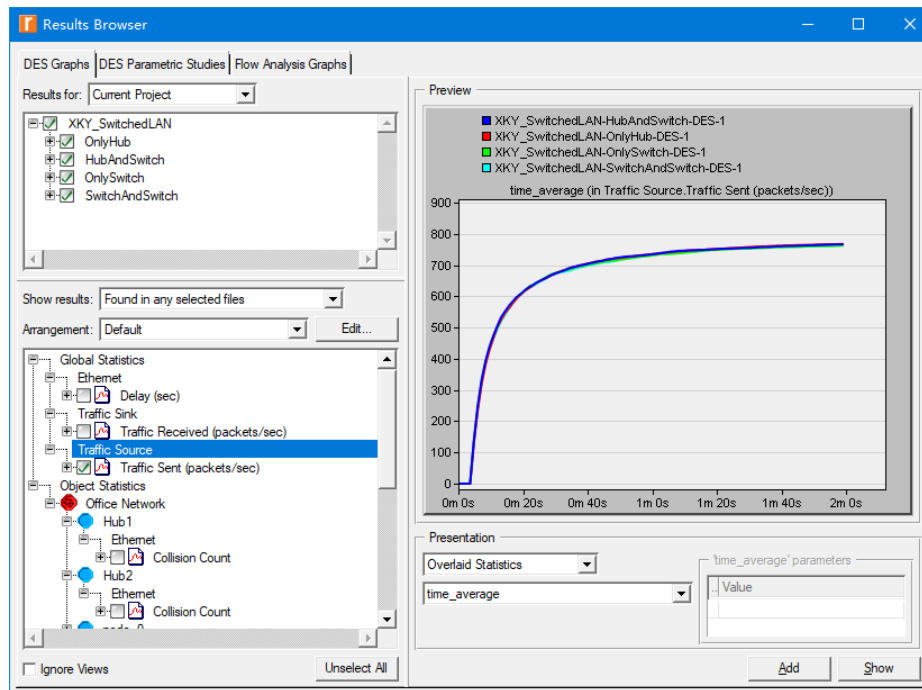 Results Browser
DES Graphs DES Parametric Studies Flow Analysis Graphs
Results for: Current Project
XKY_SwitchedLAN
OnlyHub
HubAndSwitch
OnlySwitch
SwitchAndSwitch
Show results: Found in any selected files
Arrangement: Default Edit...
Global Statistics
Ethernet
Delay (sec)
Traffic Sink
Traffic Received (packets/sec)
Traffic Source
Traffic Sent (packets/sec)
Object Statistics
Office Network
Hub1
Ethernet
Collision Count
Hub2
Ethernet
Collision Count
Ignore Views Unselect All
Preview
XKY_SwitchedLAN-HubAndSwitch-DES-1
XKY_SwitchedLAN-OnlyHub-DES-1
XKY_SwitchedLAN-OnlySwitch-DES-1
XKY_SwitchedLAN-SwitchAndSwitch-DES-1
time_average (in Traffic Source.Traffic Sent (packets/sec))
900
800
700
600
500
400
300
200
100
0
0m 0s 0m 20s 0m 40s 1m 0s 1m 20s 1m 40s 2m 0s
Presentation
Overlaid Statistics
time_average
'time_average' parameters
.. Value
Add Show